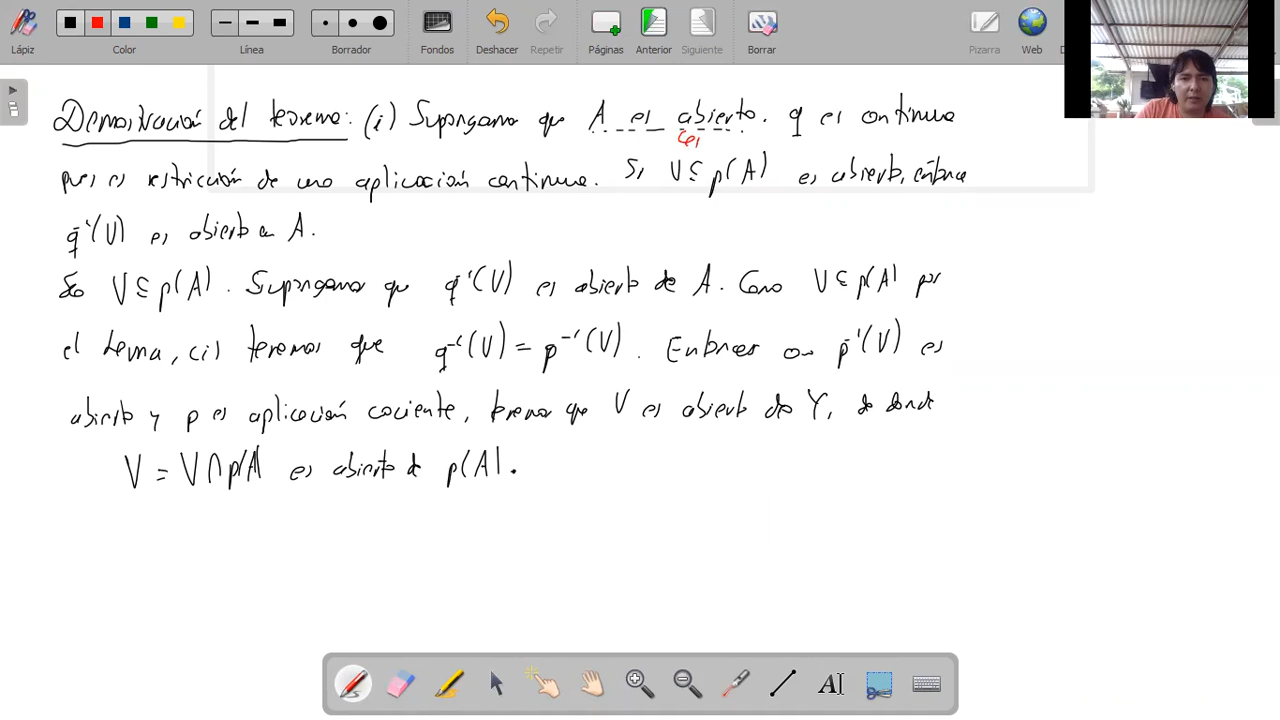 Lápiz Color Línea Borrador Fondos Deshacer Repetir Páginas Anterior Siguiente Borrar Pizarra Web
Demostración del teorema: (i) Supongamos que A es abierto. q es continua
pues es restricción de una aplicación continua. Si V ⊆ p(A) es abierto, entonces
q⁻¹(V) es abierto en A.
Sea V ⊆ p(A). Supongamos que q⁻¹(V) es abierto de A. Como V ⊆ p(A) por
el lema, (i) tenemos que q⁻¹(V) = p⁻¹(V). Entonces como p⁻¹(V) es
abierto y p es aplicación cociente, tenemos que V es abierto de Y, de donde
V = V ∩ p(A) es abierto de p(A).